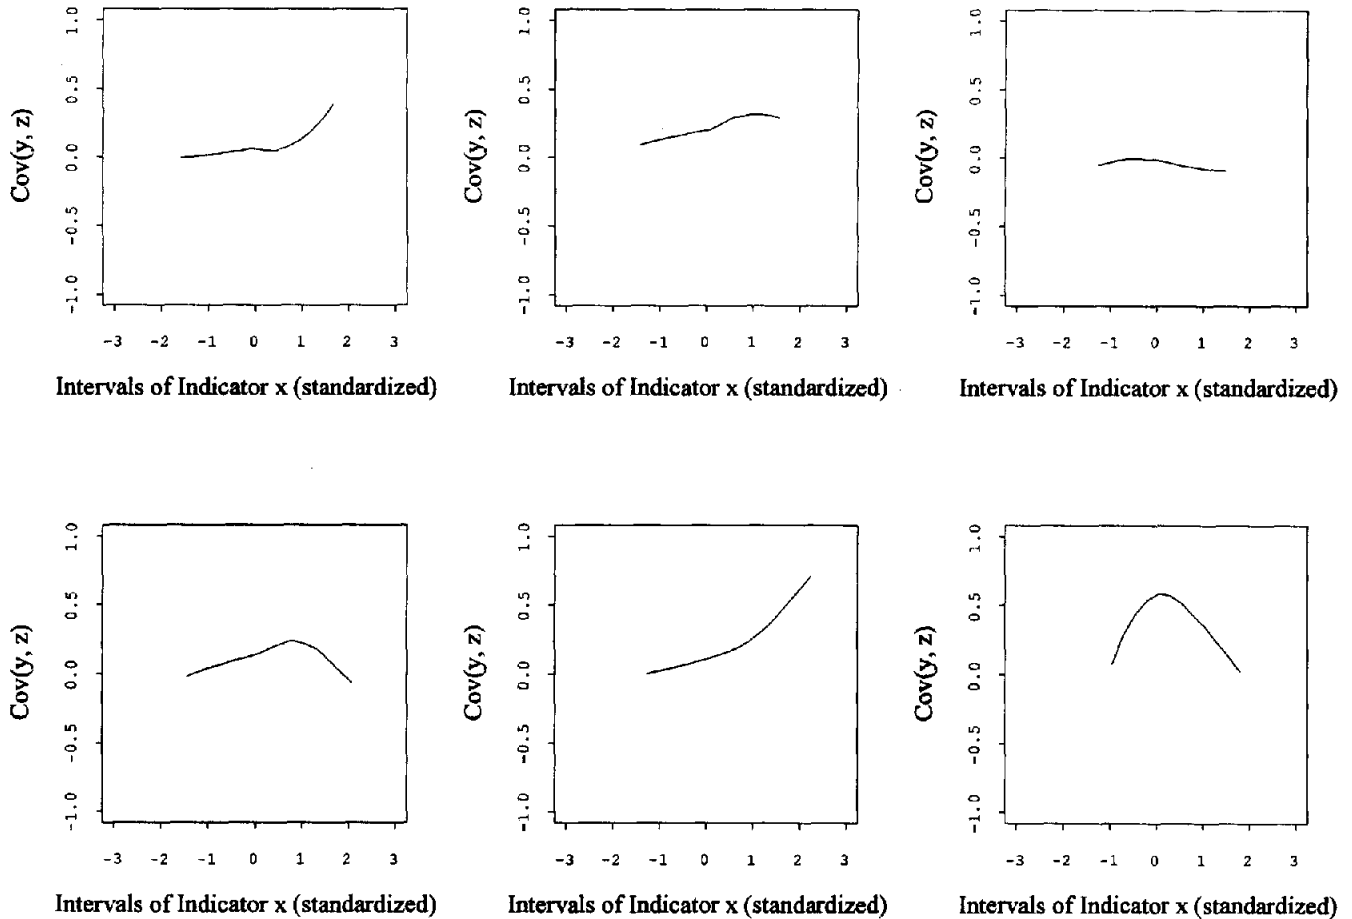 Cov(y, z)
1.0
0.5
0.0
-0.5
-1.0
-3 -2 -1 0 1 2 3
Intervals of Indicator x (standardized)
Cov(y, z)
1.0
0.5
0.0
-0.5
-1.0
-3 -2 -1 0 1 2 3
Intervals of Indicator x (standardized)
Cov(y, z)
1.0
0.5
0.0
-0.5
-1.0
-3 -2 -1 0 1 2 3
Intervals of Indicator x (standardized)
Cov(y, z)
1.0
0.5
0.0
-0.5
-1.0
-3 -2 -1 0 1 2 3
Intervals of Indicator x (standardized)
Cov(y, z)
1.0
0.5
0.0
-0.5
-1.0
-3 -2 -1 0 1 2 3
Intervals of Indicator x (standardized)
Cov(y, z)
1.0
0.5
0.0
-0.5
-1.0
-3 -2 -1 0 1 2 3
Intervals of Indicator x (standardized)